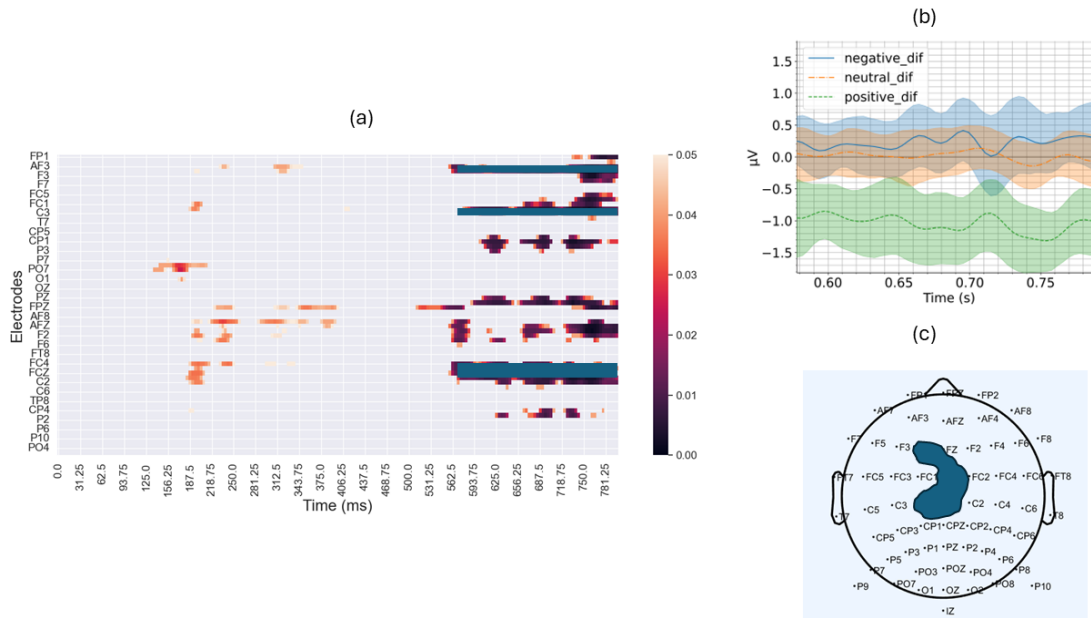 (a)
FP1
AF3
F3
F7
FC5
FC1
C3
T7
CP5
CP1
P3
P7
PO7
O1
OZ
PZ
FPZ
AF8
AFZ
F2
F6
FT8
FC4
FCZ
C2
C6
TP8
CP4
P2
P6
P10
PO4
Electrodes
0.0 31.25 62.5 93.75 125.0 156.25 187.5 218.75 250.0 281.25 312.5 343.75 375.0 406.25 437.5 468.75 500.0 531.25 562.5 593.75 625.0 656.25 687.5 718.75 750.0 781.25
Time (ms)
0.05
0.04
0.03
0.02
0.01
0.00
(b)
negative_dif
neutral_dif
positive_dif
1.5
1.0
0.5
0.0
−0.5
−1.0
−1.5
µV
0.60 0.65 0.70 0.75
Time (s)
(c)
FP1 FPZ FP2
AF7 AF3 AFZ AF4 AF8
F7 F5 F3 FZ F2 F4 F6 F8
FT7 FC5 FC3 FC1 FC2 FC4 FC6 FT8
T7 C5 C3 C2 C4 C6 T8
CP5 CP3 CP1 CPZ CP2 CP4 CP6
P7 P5 P3 P1 PZ P2 P4 P6 P8
P9 PO7 PO3 POZ PO4 PO8 P10
O1 OZ O2
IZ